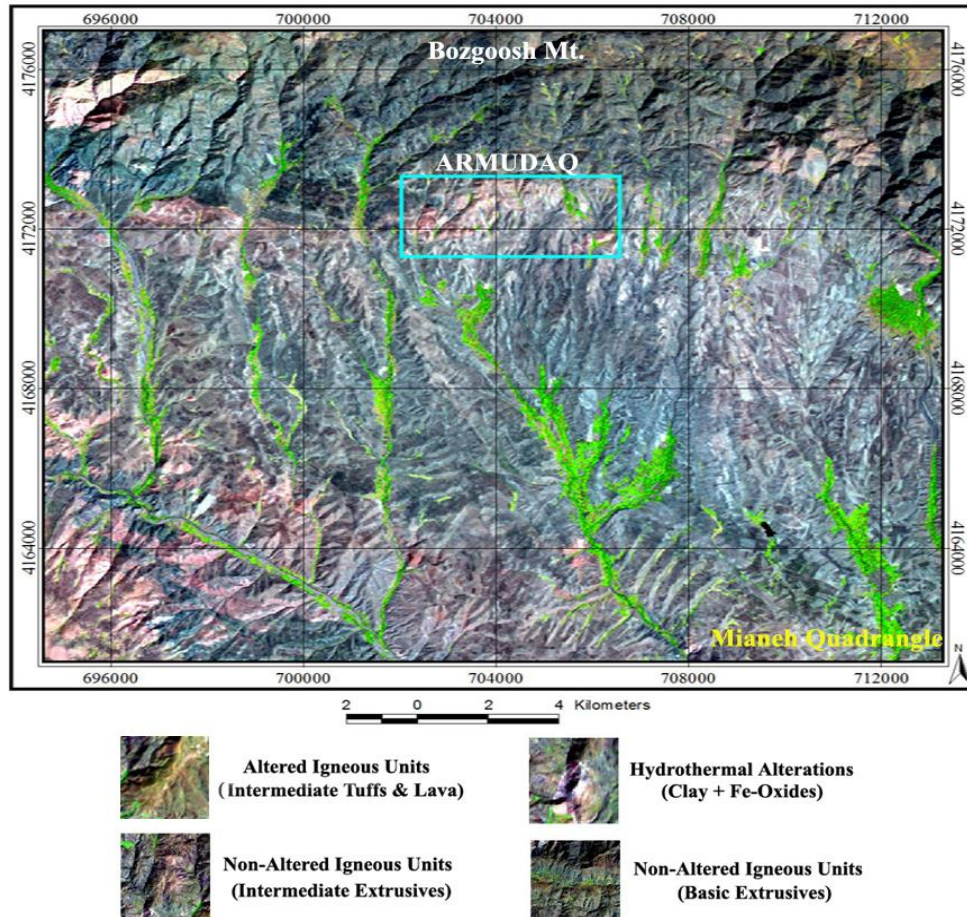 696000 700000 704000 708000 712000
Bozgoosh Mt.
4176000 4176000
ARMUDAQ
4172000 4172000
4168000 4168000
4164000 4164000
Mianeh Quadrangle
N
696000 700000 704000 708000 712000
2 0 2 4 Kilometers
Altered Igneous Units
(Intermediate Tuffs & Lava)
Hydrothermal Alterations
(Clay + Fe-Oxides)
Non-Altered Igneous Units
(Intermediate Extrusives)
Non-Altered Igneous Units
(Basic Extrusives)